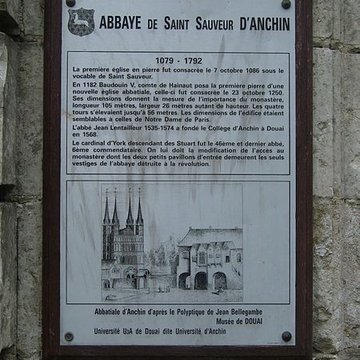 ABBAYE DE SAINT SAUVEUR D'ANCHIN
1079 - 1792
La première église en pierre fut consacrée le 7 octobre 1086 sous le
vocable de Saint Sauveur.
En 1182 Baudouin V, comte de Hainaut posa la première pierre d'une
nouvelle église abbatiale, celle-ci fut consacrée le 23 octobre 1250.
Ses dimensions donnent la mesure de l'importance du monastère,
longueur 105 mètres, largeur 26 mètres autant de hauteur. Les quatre
tours s'élevaient jusqu'à 56 mètres. Les dimensions de l'édifice étaient
semblables à celles de Notre Dame de Paris.
L'abbé Jean Lentailleur 1535-1574 a fondé le Collège d'Anchin à Douai
en 1568.
Le cardinal d'York descendant des Stuart fut le 46ème et dernier abbé,
6ème commendataire. On lui doit la modification de l'accès au
monastère dont les deux petits pavillons d'entrée demeurent les seuls
vestiges de l'abbaye détruite à la révolution.
Abbatiale d'Anchin d'après le Polyptique de Jean Bellegambe
Musée de DOUAI
Université de Douai dite Université d'Anchin